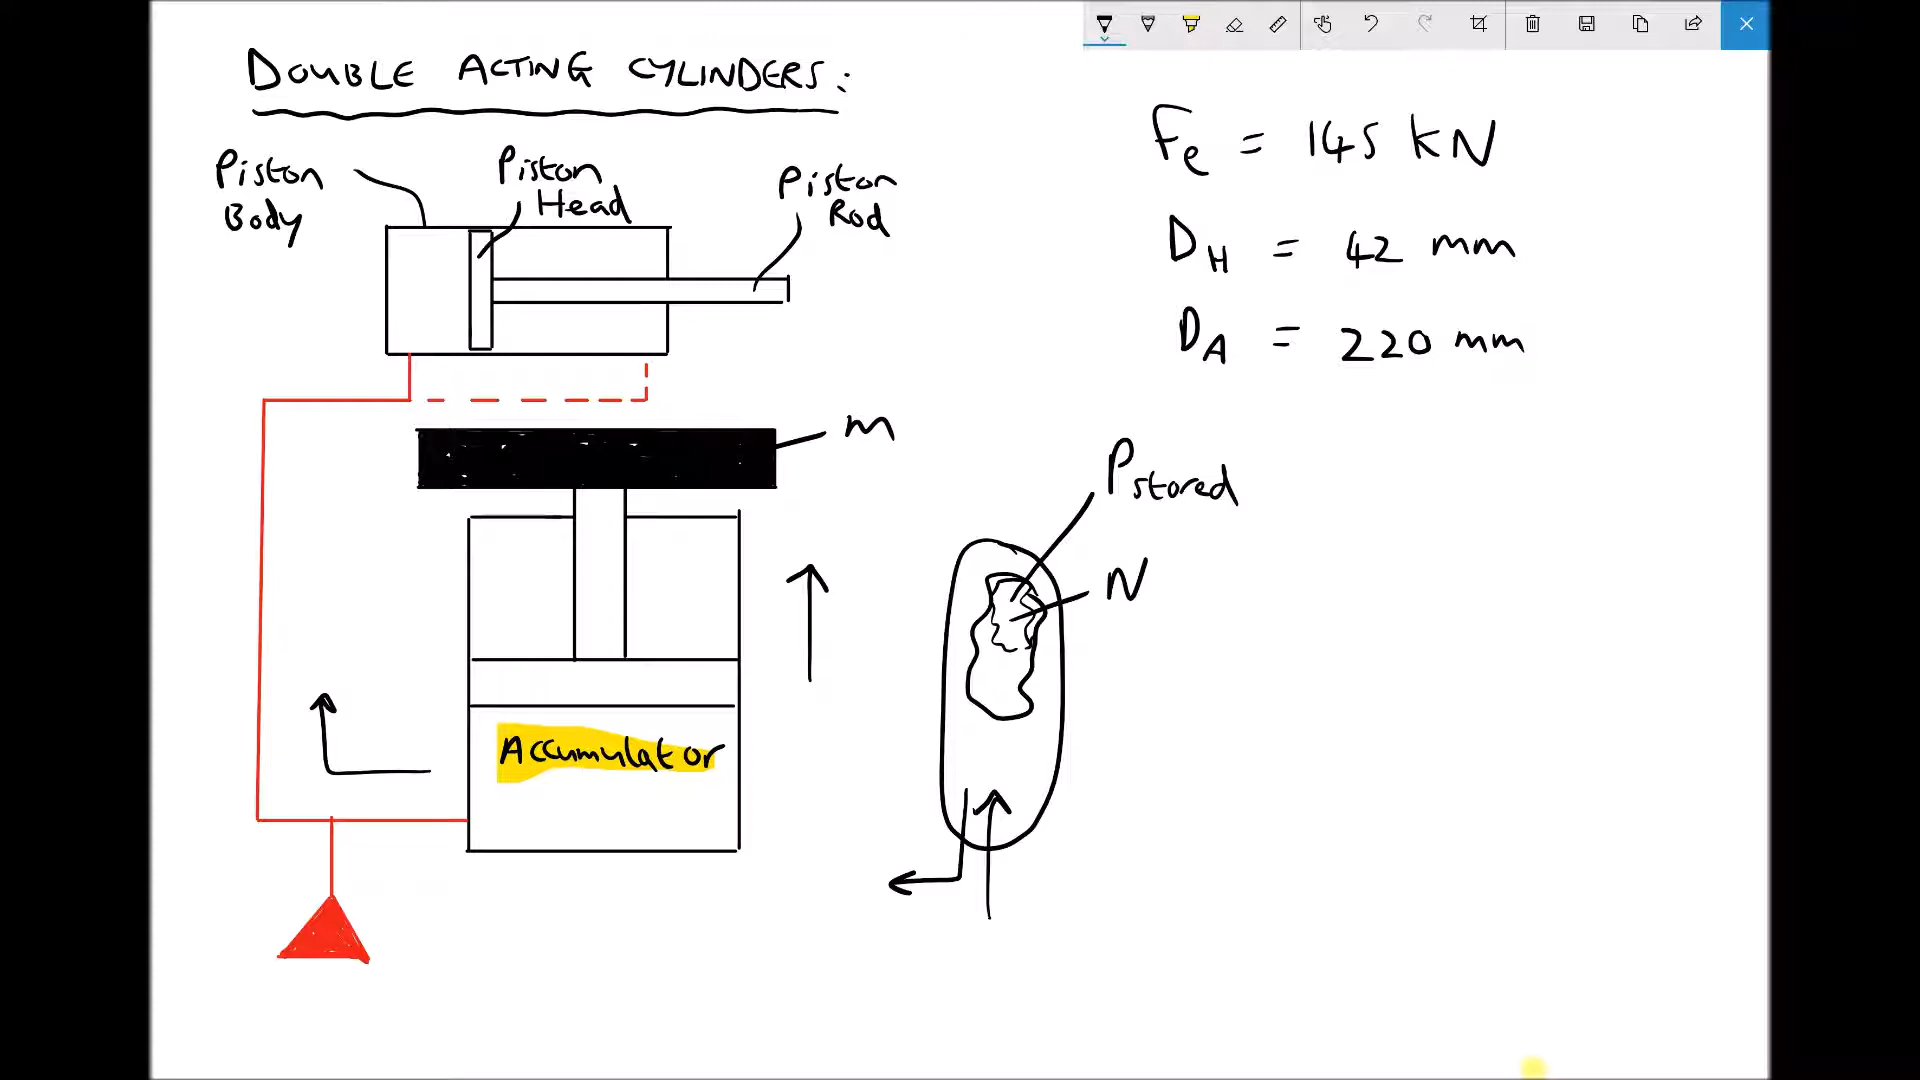 DOUBLE ACTING CYLINDERS:
Piston
Body
Piston
Head
Piston
Rod
m
Accumulator
Pstored
N
Fe = 145 kN
DH = 42 mm
DA = 220 mm